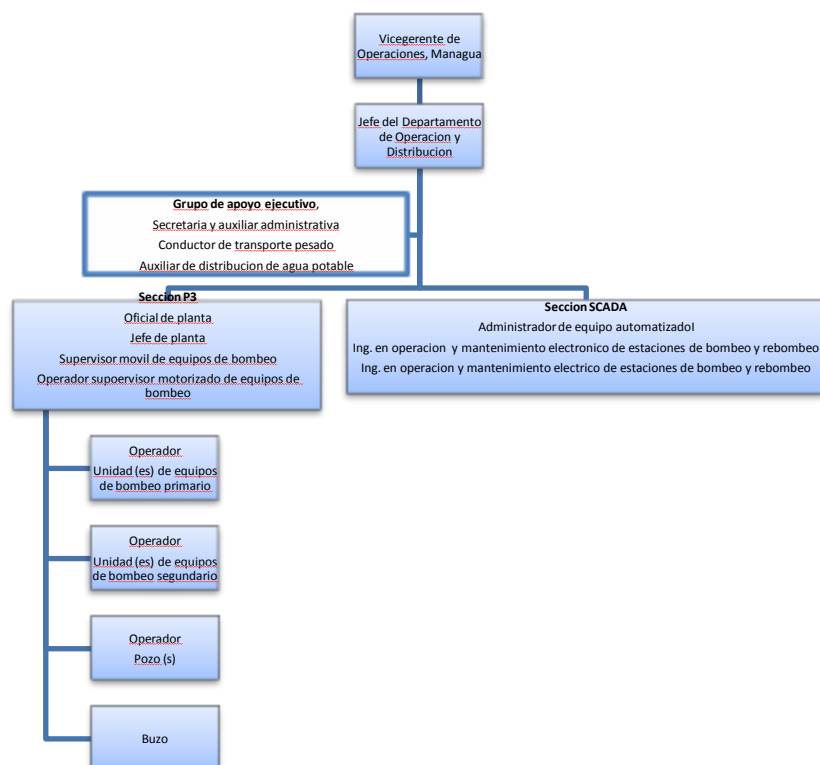 Vicegerente de
Operaciones, Managua
Jefe del Departamento
de Operacion y
Distribucion
Grupo de apoyo ejecutivo,
Secretaria y auxiliar administrativa
Conductor de transporte pesado
Auxiliar de distribucion de agua potable
Seccion P3
Oficial de planta
Jefe de planta
Supervisor movil de equipos de bombeo
Operador supoervisor motorizado de equipos de
bombeo
Seccion SCADA
Administrador de equipo automatizadoI
Ing. en operacion y mantenimiento electronico de estaciones de bombeo y rebombeo
Ing. en operacion y mantenimiento electrico de estaciones de bombeo y rebombeo
Operador
Unidad (es) de equipos
de bombeo primario
Operador
Unidad (es) de equipos
de bombeo segundario
Operador
Pozo (s)
Buzo